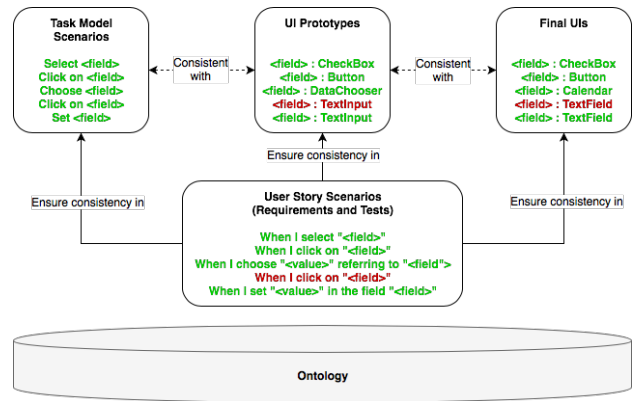 Task Model
Scenarios
Select <field>
Click on <field>
Choose <field>
Click on <field>
Set <field>
Consistent
with
UI Prototypes
<field> : CheckBox
<field> : Button
<field> : DataChooser
<field> : TextInput
<field> : TextInput
Consistent
with
Final UIs
<field> : CheckBox
<field> : Button
<field> : Calendar
<field> : TextField
<field> : TextField
Ensure consistency in
Ensure consistency in
Ensure consistency in
User Story Scenarios
(Requirements and Tests)
When I select "<field>"
When I click on "<field>"
When I choose "<value>" referring to "<field">
When I click on "<field>"
When I set "<value>" in the field "<field>"
Ontology